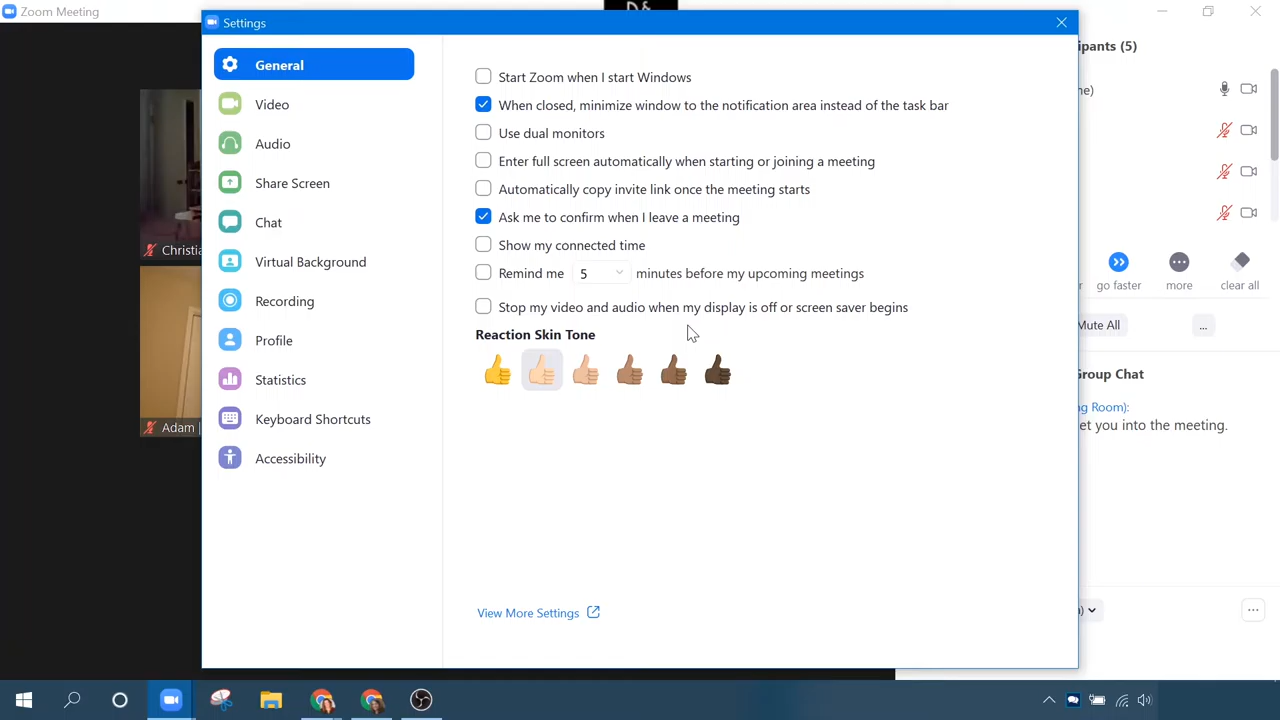 Zoom Meeting
Settings
General
Video
Audio
Share Screen
Chat
Virtual Background
Recording
Profile
Statistics
Keyboard Shortcuts
Accessibility
Start Zoom when I start Windows
When closed, minimize window to the notification area instead of the task bar
Use dual monitors
Enter full screen automatically when starting or joining a meeting
Automatically copy invite link once the meeting starts
Ask me to confirm when I leave a meeting
Show my connected time
Remind me 5 minutes before my upcoming meetings
Stop my video and audio when my display is off or screen saver begins
Reaction Skin Tone
View More Settings
Christia
Adam |
ipants (5)
ne)
r
go faster
more
clear all
Mute All
...
Group Chat
ng Room):
et you into the meeting.